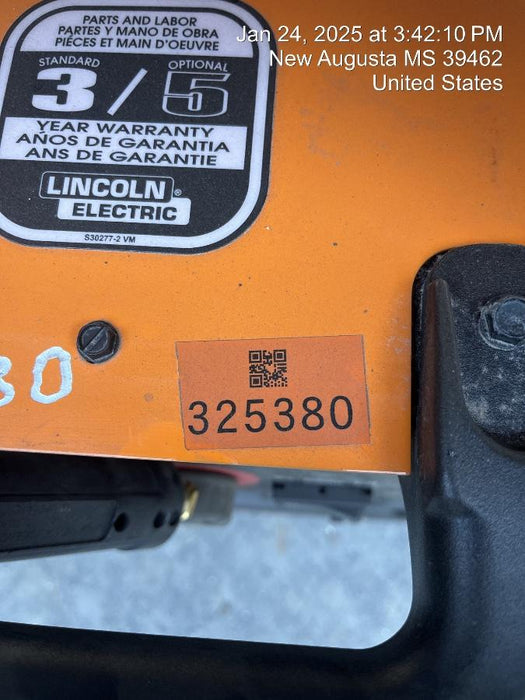 Jan 24, 2025 at 3:42:10 PM
New Augusta MS 39462
United States
PARTS AND LABOR
PARTES Y MANO DE OBRA
PIÈCES ET MAIN D'OEUVRE
STANDARD OPTIONAL
3 / 5
YEAR WARRANTY
AÑOS DE GARANTIA
ANS DE GARANTIE
LINCOLN®
ELECTRIC
S30277-2 VM
80
325380